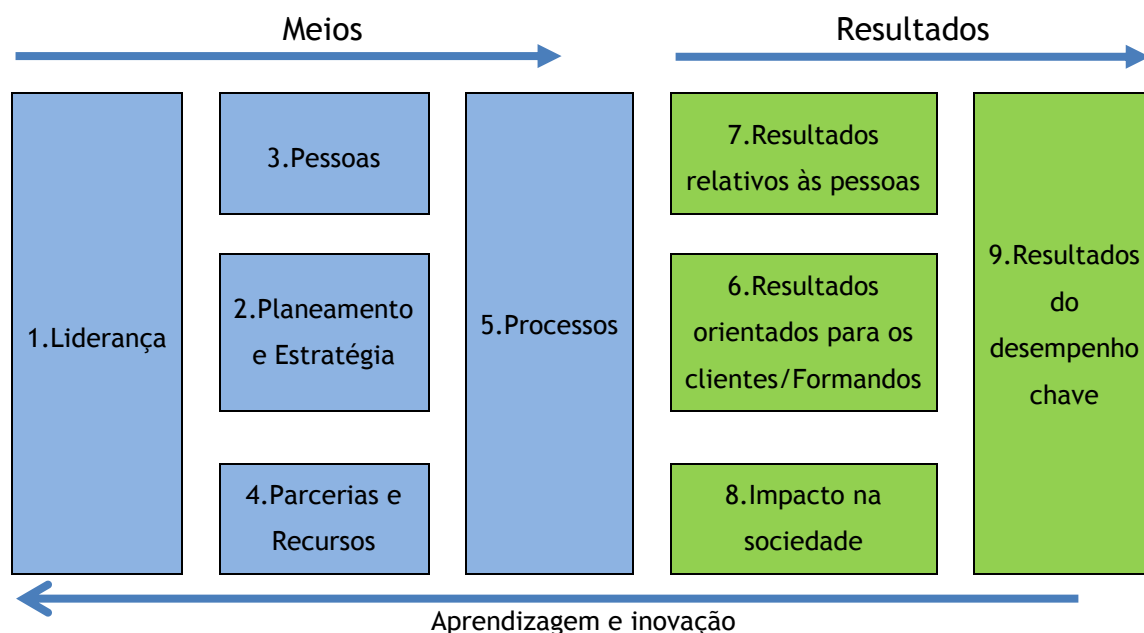 Meios
Resultados
1.Liderança
3.Pessoas
2.Planeamento
e Estratégia
4.Parcerias e
Recursos
5.Processos
7.Resultados
relativos às pessoas
6.Resultados
orientados para os
clientes/Formandos
8.Impacto na
sociedade
9.Resultados
do
desempenho
chave
Aprendizagem e inovação